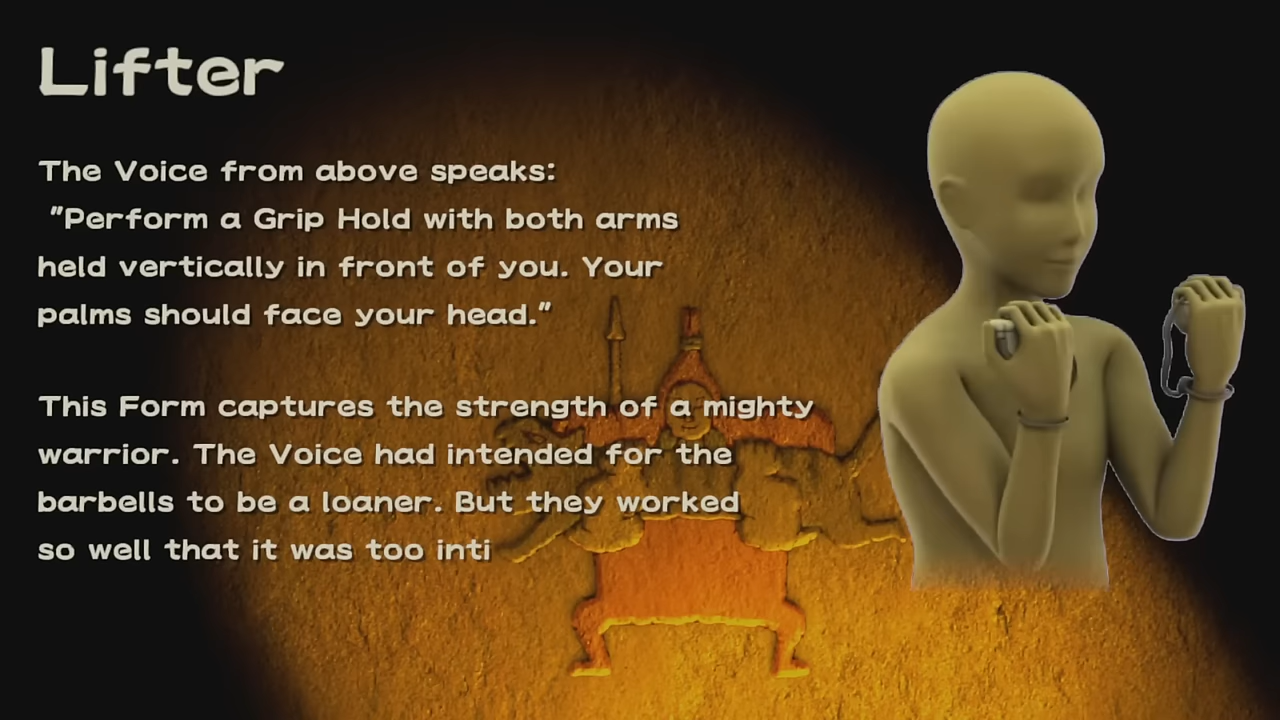 Lifter
The Voice from above speaks:
"Perform a Grip Hold with both arms
held vertically in front of you. Your
palms should face your head."
This Form captures the strength of a mighty
warrior. The Voice had intended for the
barbells to be a loaner. But they worked
so well that it was too inti